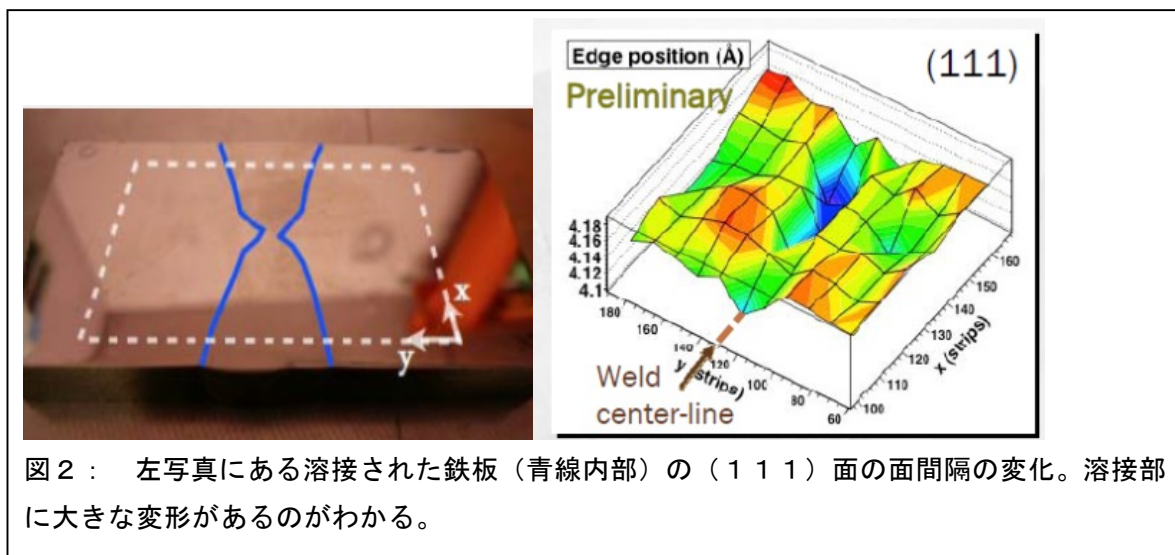 Edge position (Å)
Preliminary
(111)
4.18
4.16
4.14
4.12
4.1
180
160
140
120
100
80
60
y (strips)
100
110
120
130
140
150
160
x (strips)
Weld
center-line
x
y
図２： 左写真にある溶接された鉄板（青線内部）の（１１１）面の面間隔の変化。溶接部
に大きな変形があるのがわかる。